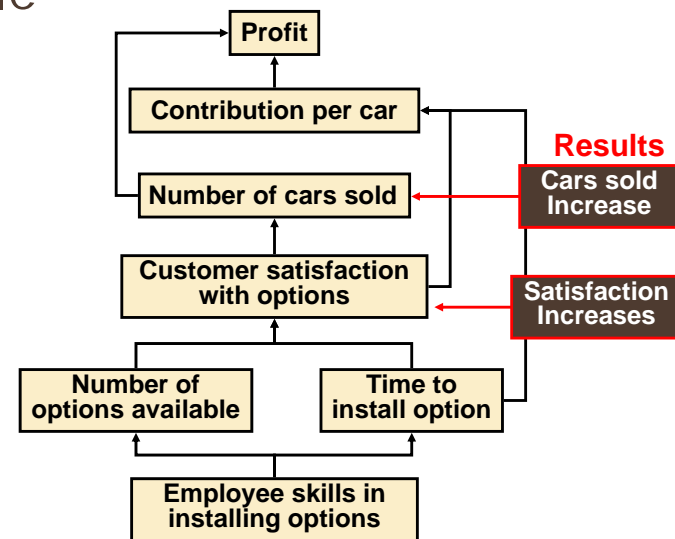 Profit
Contribution per car
Results
Number of cars sold
Cars sold
Increase
Customer satisfaction
with options
Satisfaction
Increases
Number of
options available
Time to
install option
Employee skills in
installing options